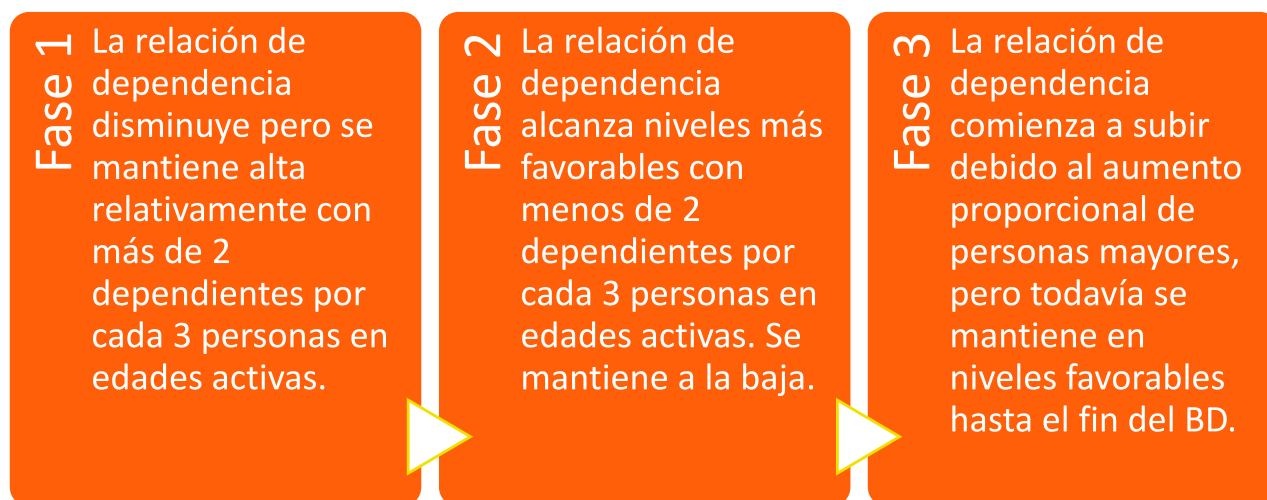 Fase 1
La relación de
dependencia
disminuye pero se
mantiene alta
relativamente con
más de 2
dependientes por
cada 3 personas en
edades activas.
Fase 2
La relación de
dependencia
alcanza niveles más
favorables con
menos de 2
dependientes por
cada 3 personas en
edades activas. Se
mantiene a la baja.
Fase 3
La relación de
dependencia
comienza a subir
debido al aumento
proporcional de
personas mayores,
pero todavía se
mantiene en
niveles favorables
hasta el fin del BD.